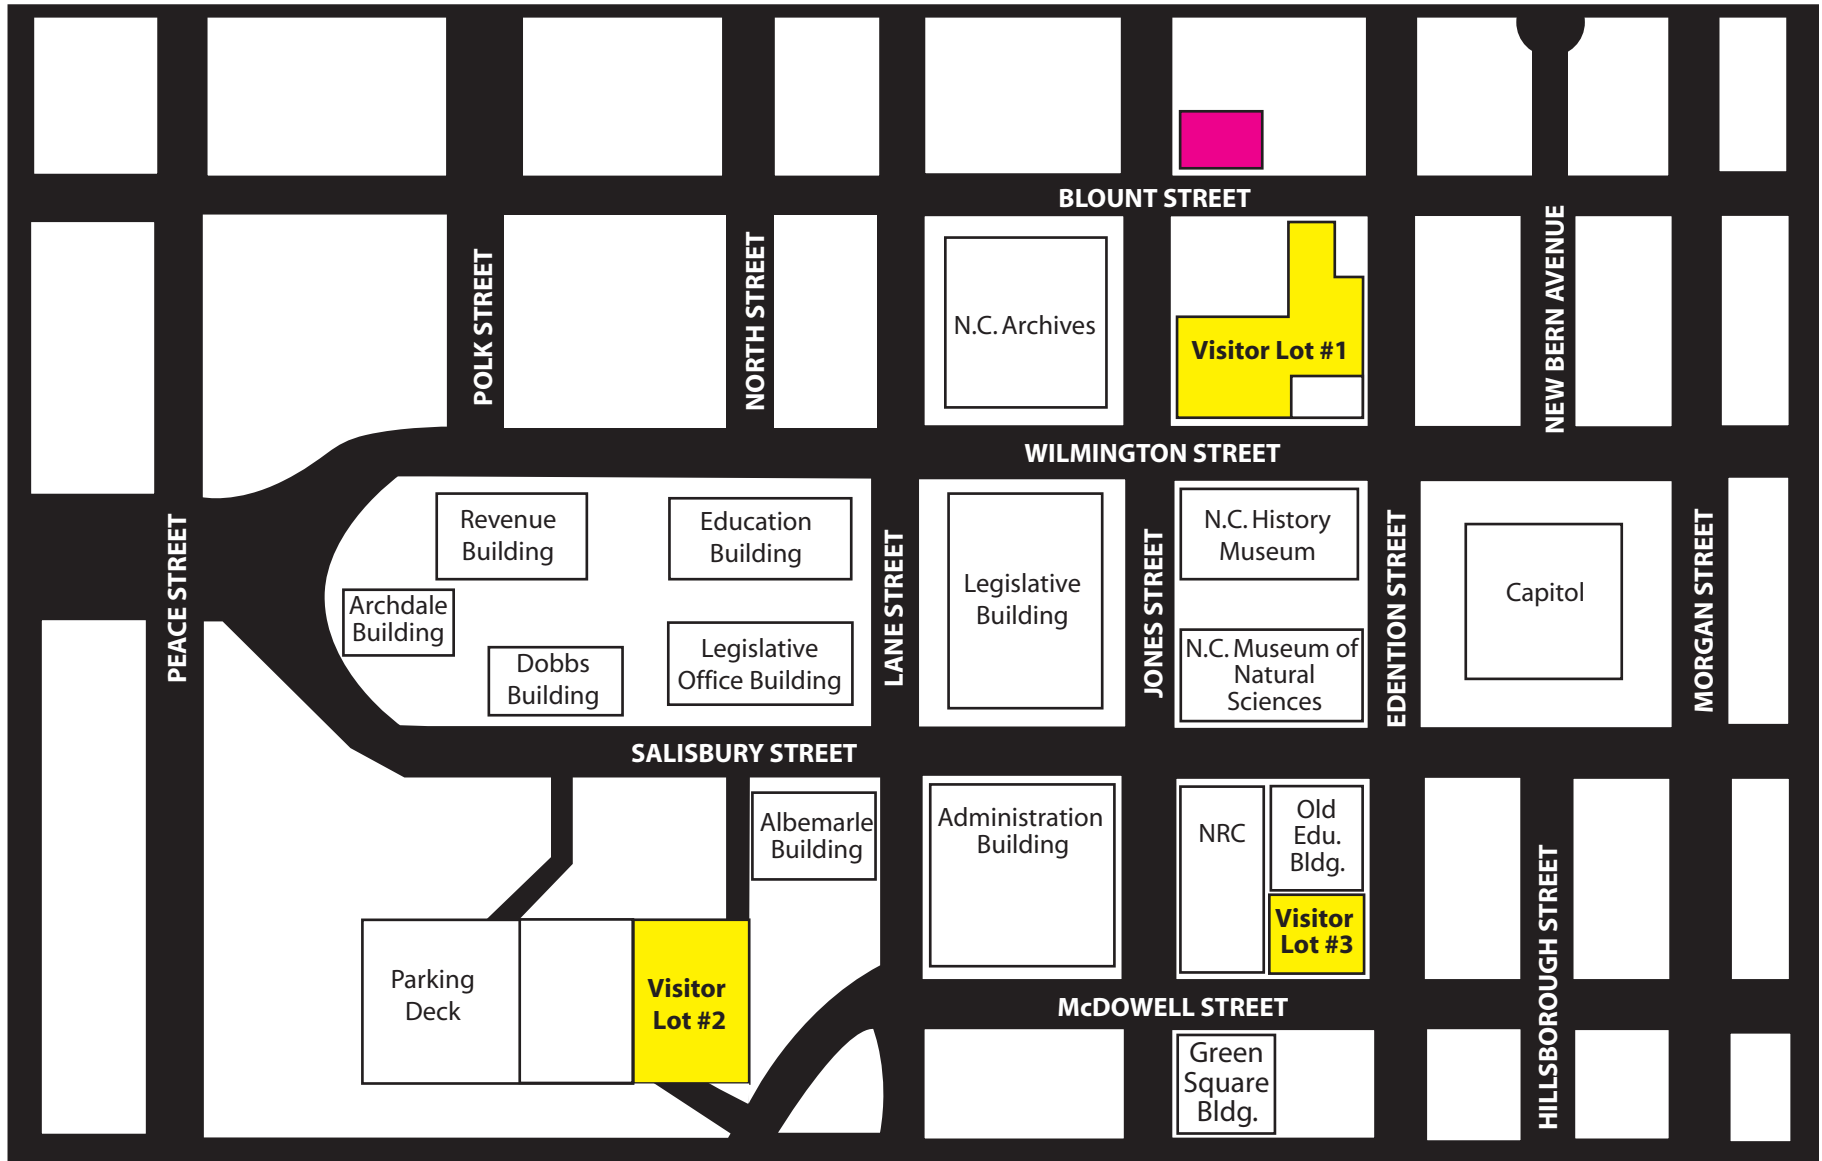 BLOUNT STREET
POLK STREET
NORTH STREET
NEW BERN AVENUE
N.C. Archives
Visitor Lot #1
WILMINGTON STREET
PEACE STREET
Revenue
Building
Education
Building
LANE STREET
Legislative
Building
JONES STREET
N.C. History
Museum
EDENTION STREET
Capitol
MORGAN STREET
Archdale
Building
Dobbs
Building
Legislative
Office Building
N.C. Museum of
Natural
Sciences
SALISBURY STREET
Albemarle
Building
Administration
Building
NRC
Old
Edu.
Bldg.
Visitor
Lot #3
HILLSBOROUGH STREET
Parking
Deck
Visitor
Lot #2
McDOWELL STREET
Green
Square
Bldg.